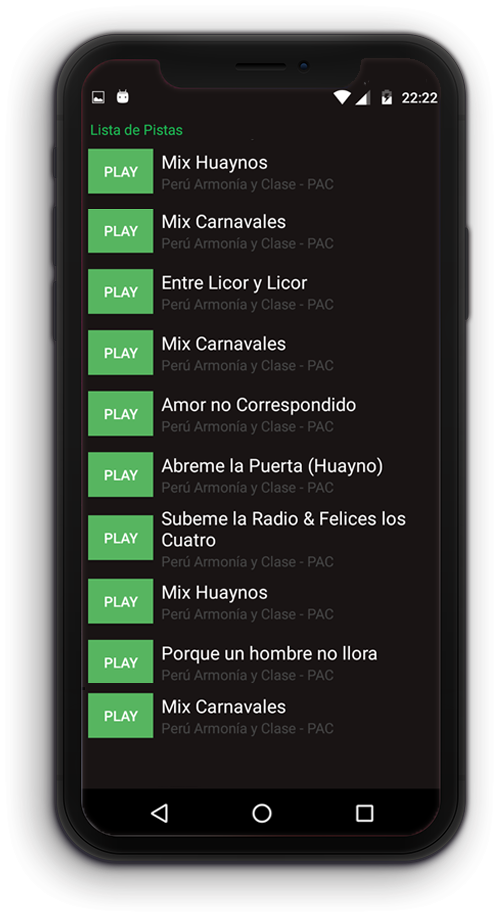 22:22
Lista de Pistas
PLAY
Mix Huaynos
Perú Armonía y Clase - PAC
PLAY
Mix Carnavales
Perú Armonía y Clase - PAC
PLAY
Entre Licor y Licor
Perú Armonía y Clase - PAC
PLAY
Mix Carnavales
Perú Armonía y Clase - PAC
PLAY
Amor no Correspondido
Perú Armonía y Clase - PAC
PLAY
Abreme la Puerta (Huayno)
Perú Armonía y Clase - PAC
PLAY
Subeme la Radio & Felices los
Cuatro
Perú Armonía y Clase - PAC
PLAY
Mix Huaynos
Perú Armonía y Clase - PAC
PLAY
Porque un hombre no llora
Perú Armonía y Clase - PAC
PLAY
Mix Carnavales
Perú Armonía y Clase - PAC